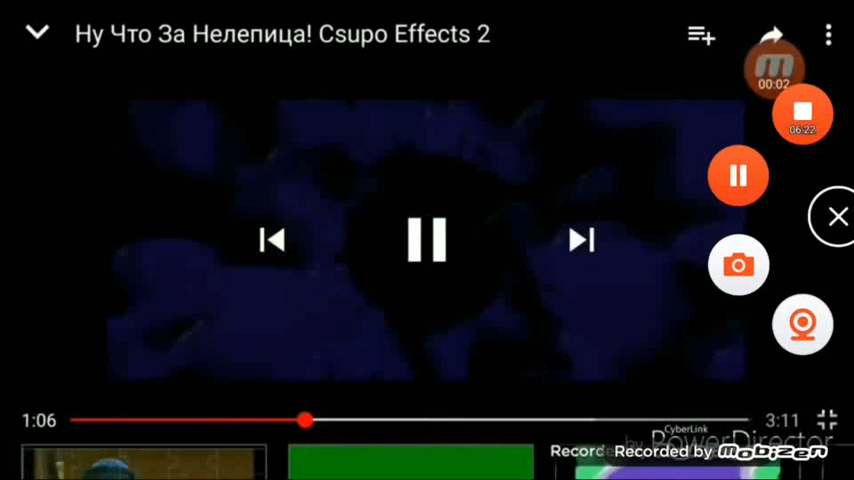 Ну Что За Нелепица! Csupo Effects 2
00:02
06:22
1:06
3:11
CyberLink
by PowerDirector
Recorded by mobizen